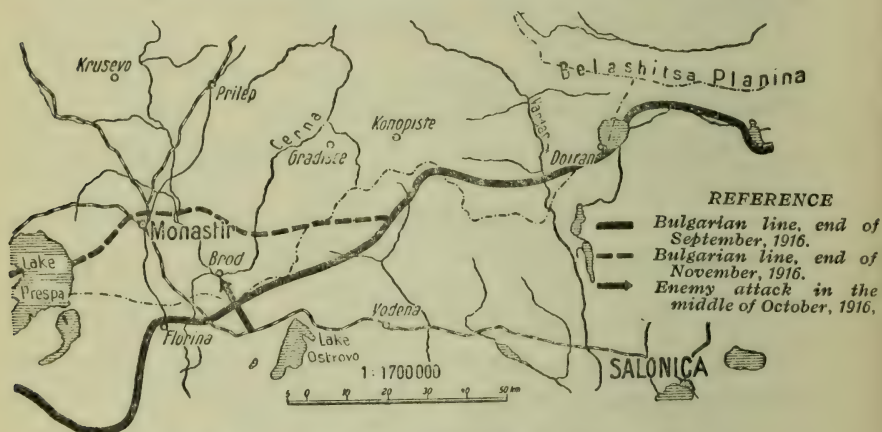 Krusevo
Prilep
Cerna
Gradisce
Konopiste
Vardar
Belashitsa Planina
Doiran
Monastir
Lake
Prespa
Brod
Florina
Lake
Ostrovo
Vodena
SALONICA
1:1700000
5 0 10 20 30 40 50 km
REFERENCE
Bulgarian line, end of
September, 1916.
Bulgarian line, end of
November, 1916.
Enemy attack in the
middle of October, 1916,